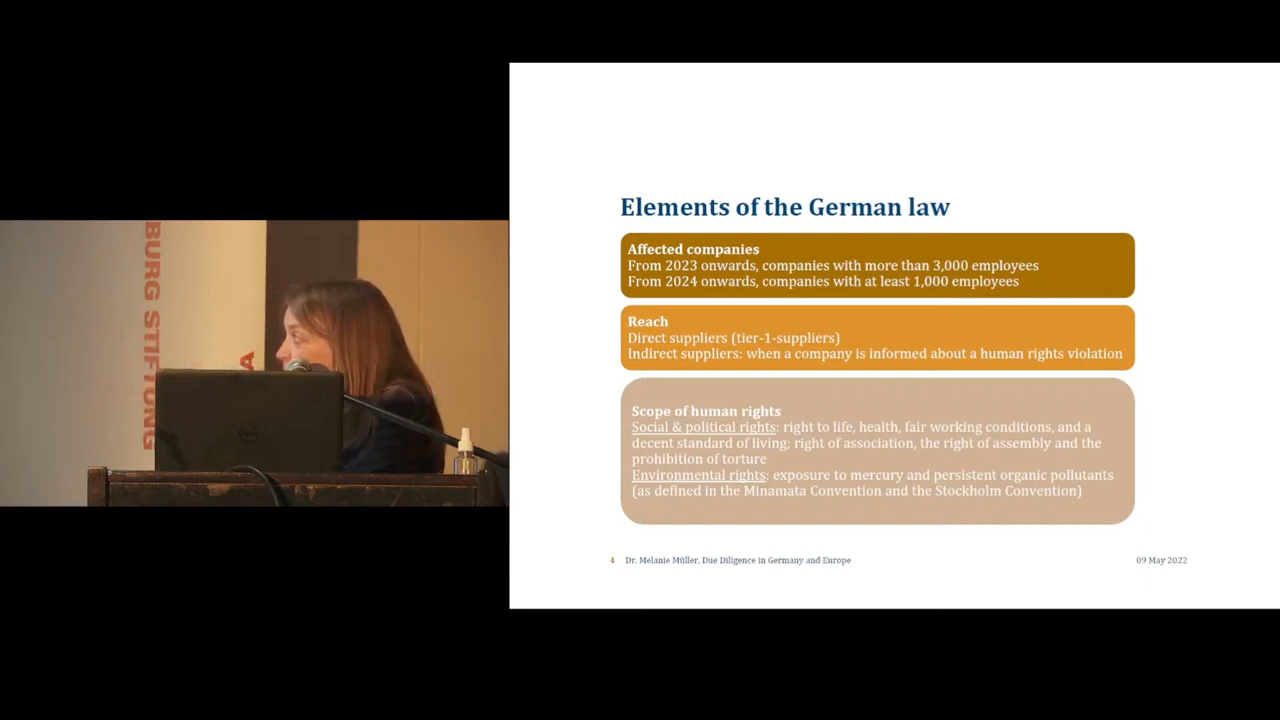 BURG STIFTUNG
A
Elements of the German law
Affected companies
From 2023 onwards, companies with more than 3,000 employees
From 2024 onwards, companies with at least 1,000 employees
Reach
Direct suppliers (tier-1-suppliers)
Indirect suppliers: when a company is informed about a human rights violation
Scope of human rights
Social & political rights: right to life, health, fair working conditions, and a
decent standard of living; right of association, the right of assembly and the
prohibition of torture
Environmental rights: exposure to mercury and persistent organic pollutants
(as defined in the Minamata Convention and the Stockholm Convention)
4 Dr. Melanie Müller, Due Diligence in Germany and Europe
09 May 2022